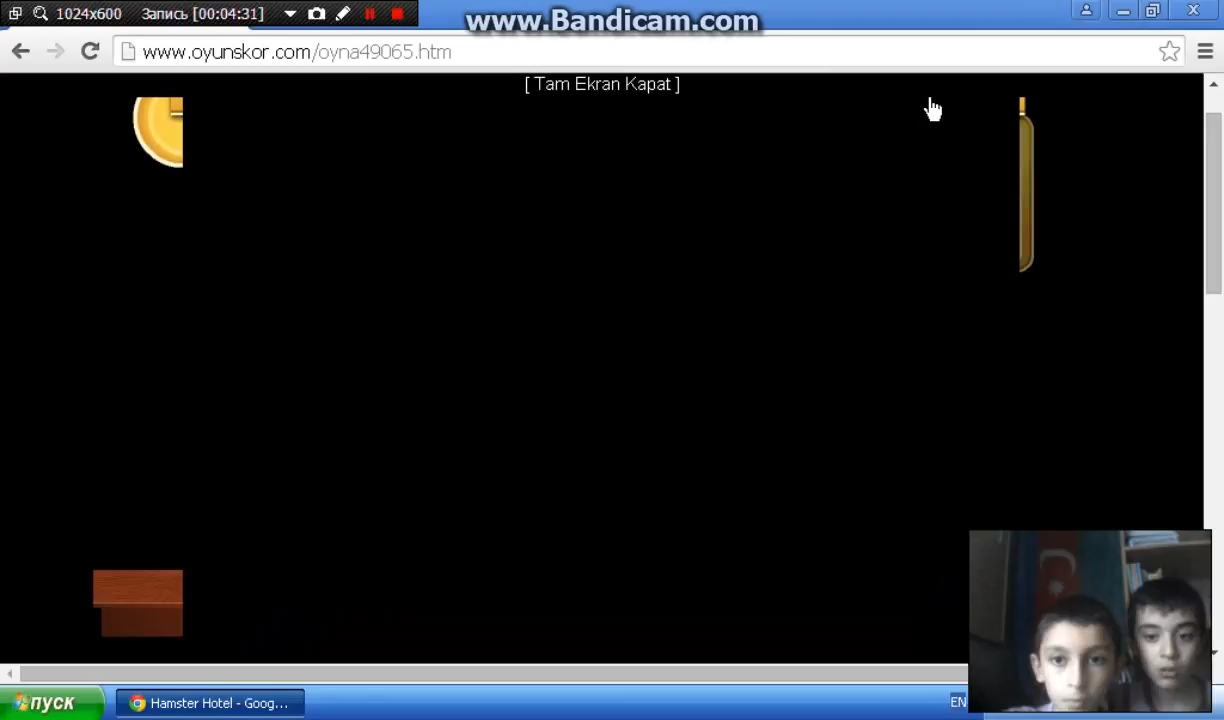 1024x600 Запись [00:04:31]
www.Bandicam.com
www.oyunskor.com/oyna49065.htm
[ Tam Ekran Kapat ]
пуск
Hamster Hotel - Goog...
EN